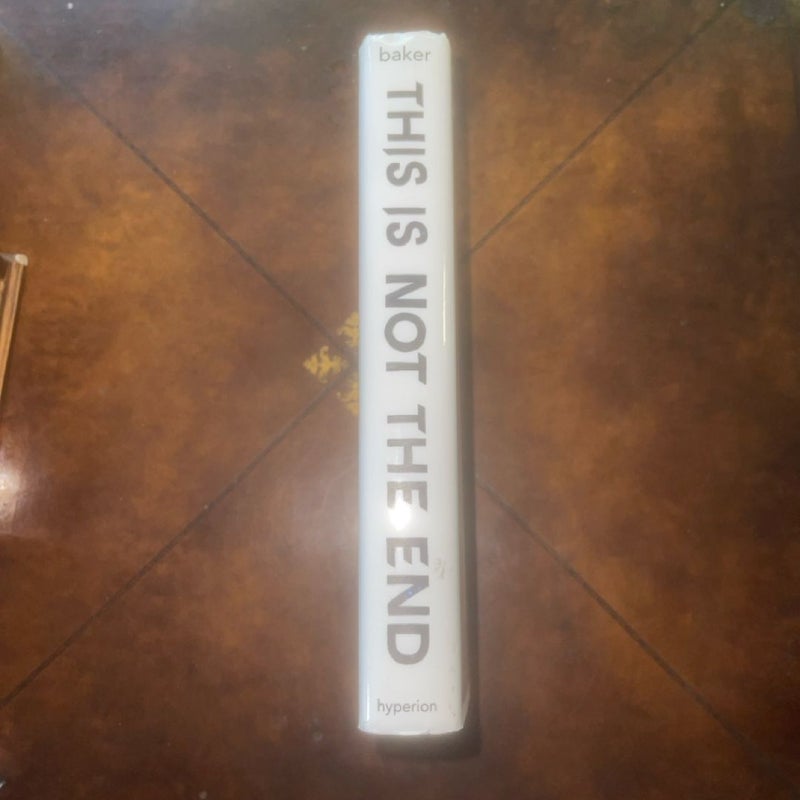 baker
THIS IS NOT THE END
hyperion